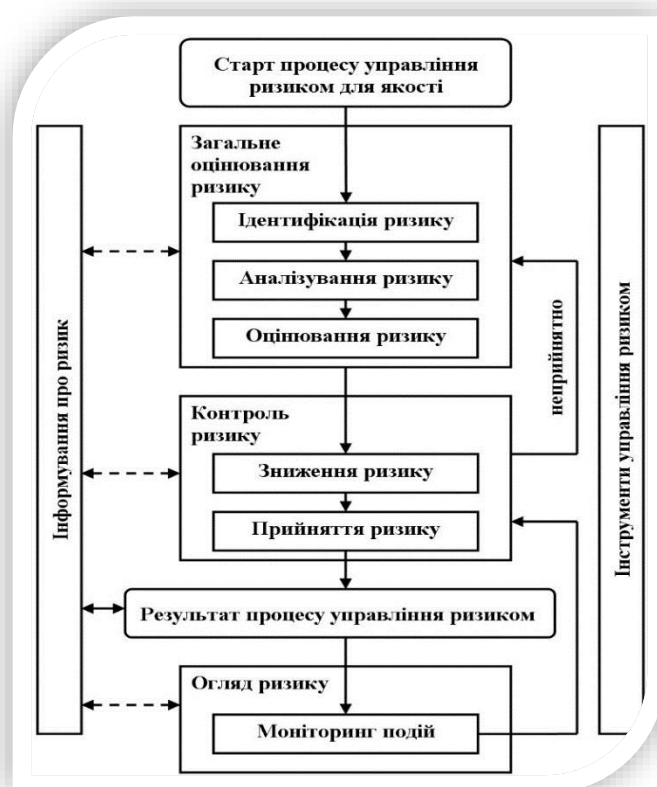 Старт процесу управління
ризиком для якості
Загальне
оцінювання
ризику
Ідентифікація ризику
Аналізування ризику
Оцінювання ризику
неприйнятно
Контроль
ризику
Зниження ризику
Прийняття ризику
Результат процесу управління ризиком
Огляд ризику
Моніторинг подій
Інформування про ризик
Інструменти управління ризиком